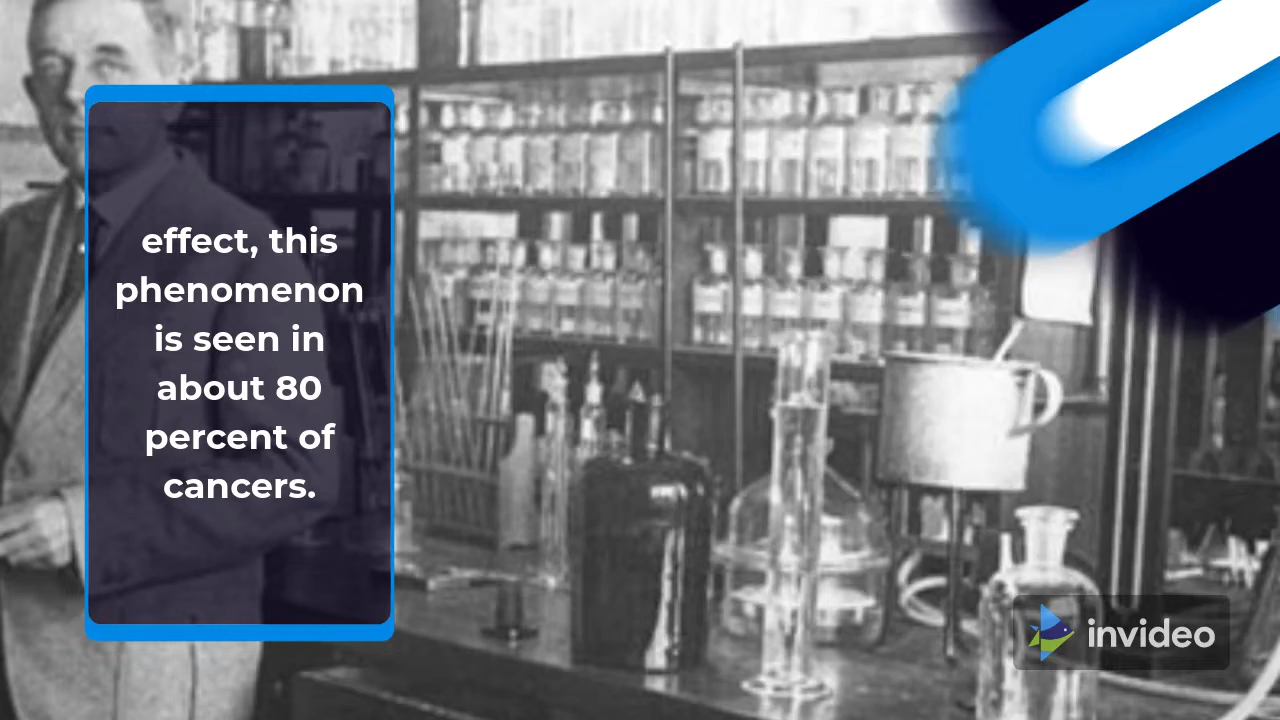 effect, this
phenomenon
is seen in
about 80
percent of
cancers.
invideo